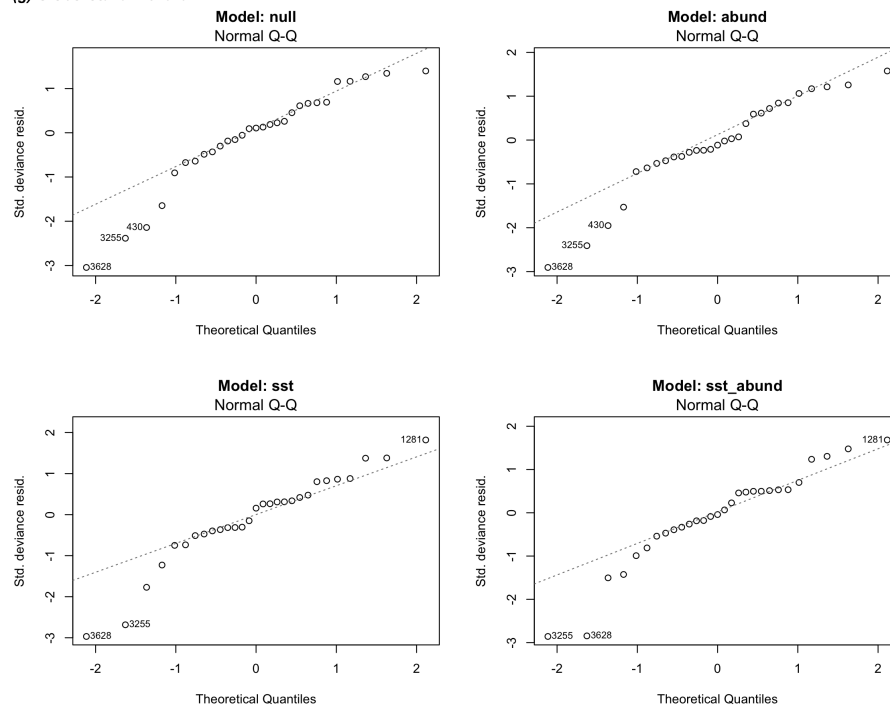 Model: null
Normal Q-Q
Std. deviance resid.
1
0
-1
-2
-3
430
3255
3628
-2 -1 0 1 2
Theoretical Quantiles
Model: abund
Normal Q-Q
Std. deviance resid.
2
1
0
-1
-2
-3
430
3255
3628
-2 -1 0 1 2
Theoretical Quantiles
Model: sst
Normal Q-Q
Std. deviance resid.
2
1
0
-1
-2
-3
1281
3255
3628
-2 -1 0 1 2
Theoretical Quantiles
Model: sst_abund
Normal Q-Q
Std. deviance resid.
2
1
0
-1
-2
-3
1281
3255
3628
-2 -1 0 1 2
Theoretical Quantiles